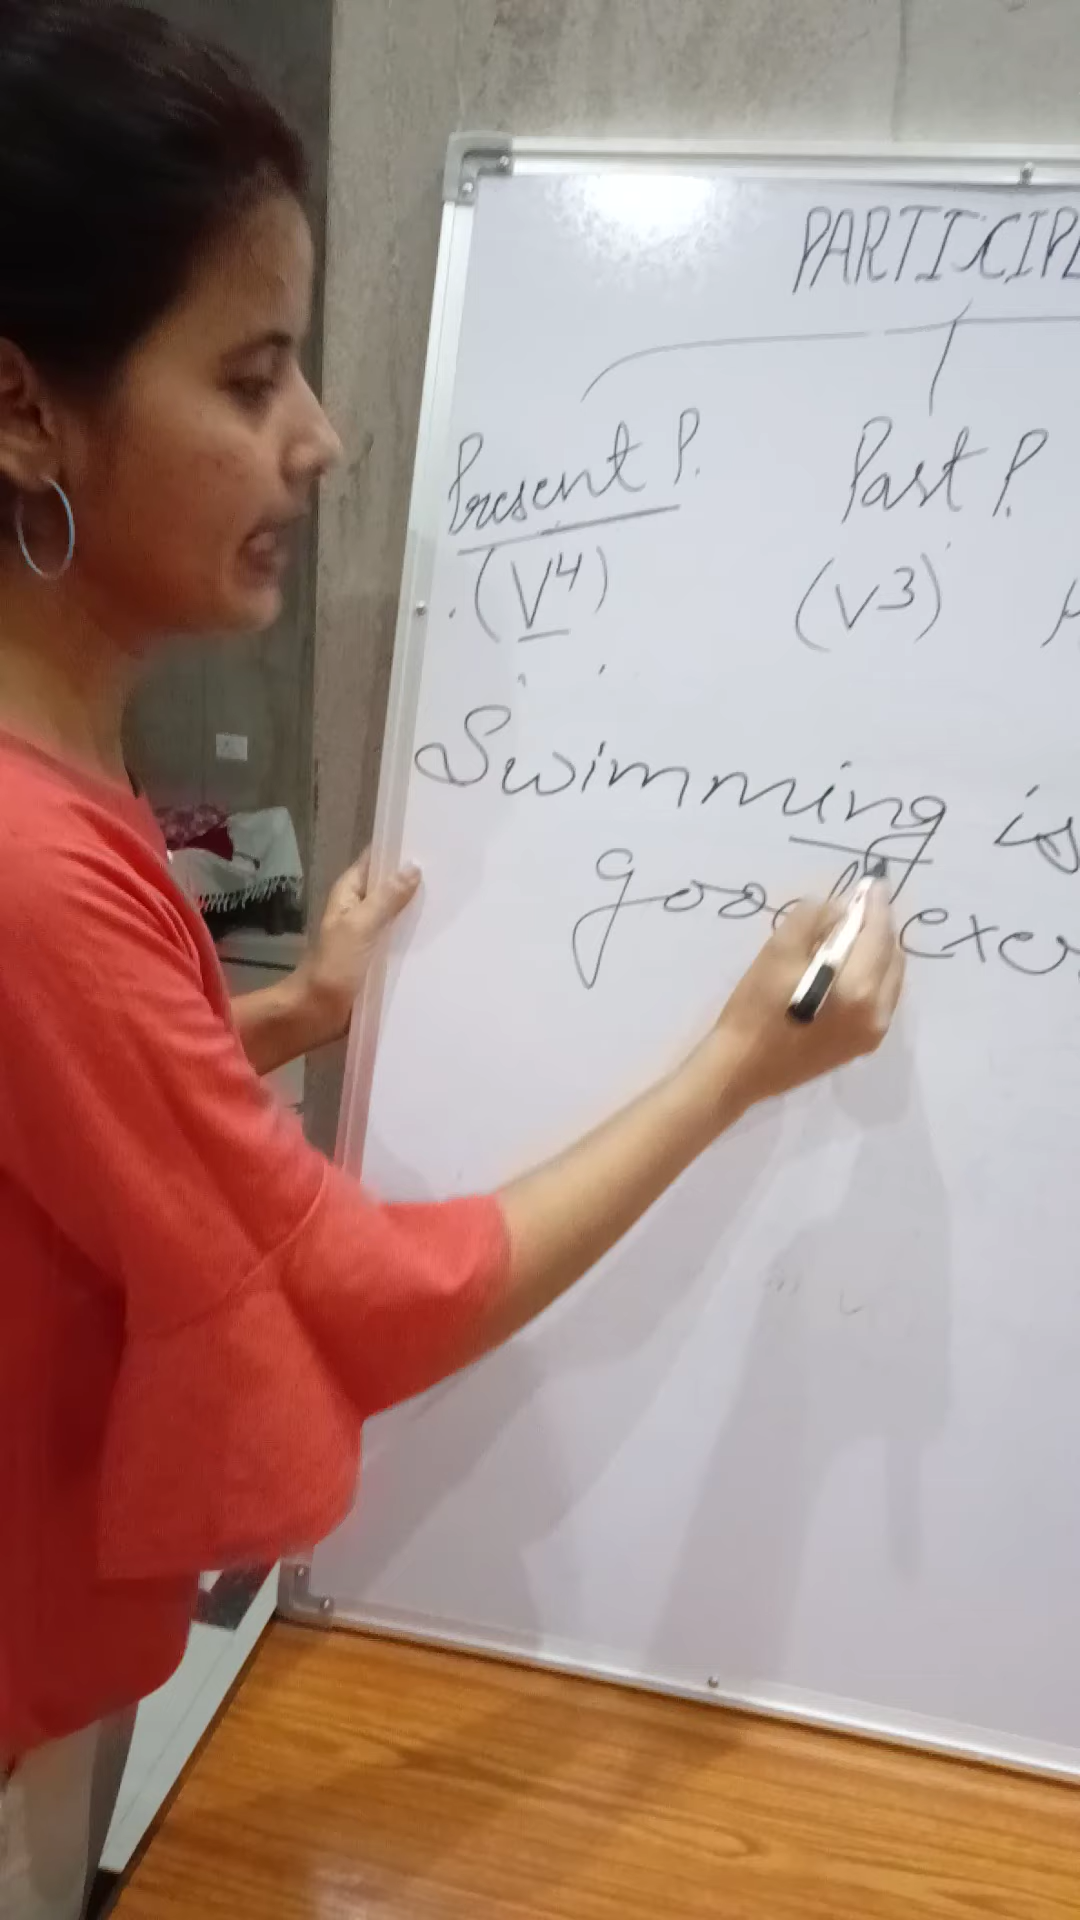 PARTICIPLE
Present P. Past P.
(V4) (V3)
Swimming is
good exer